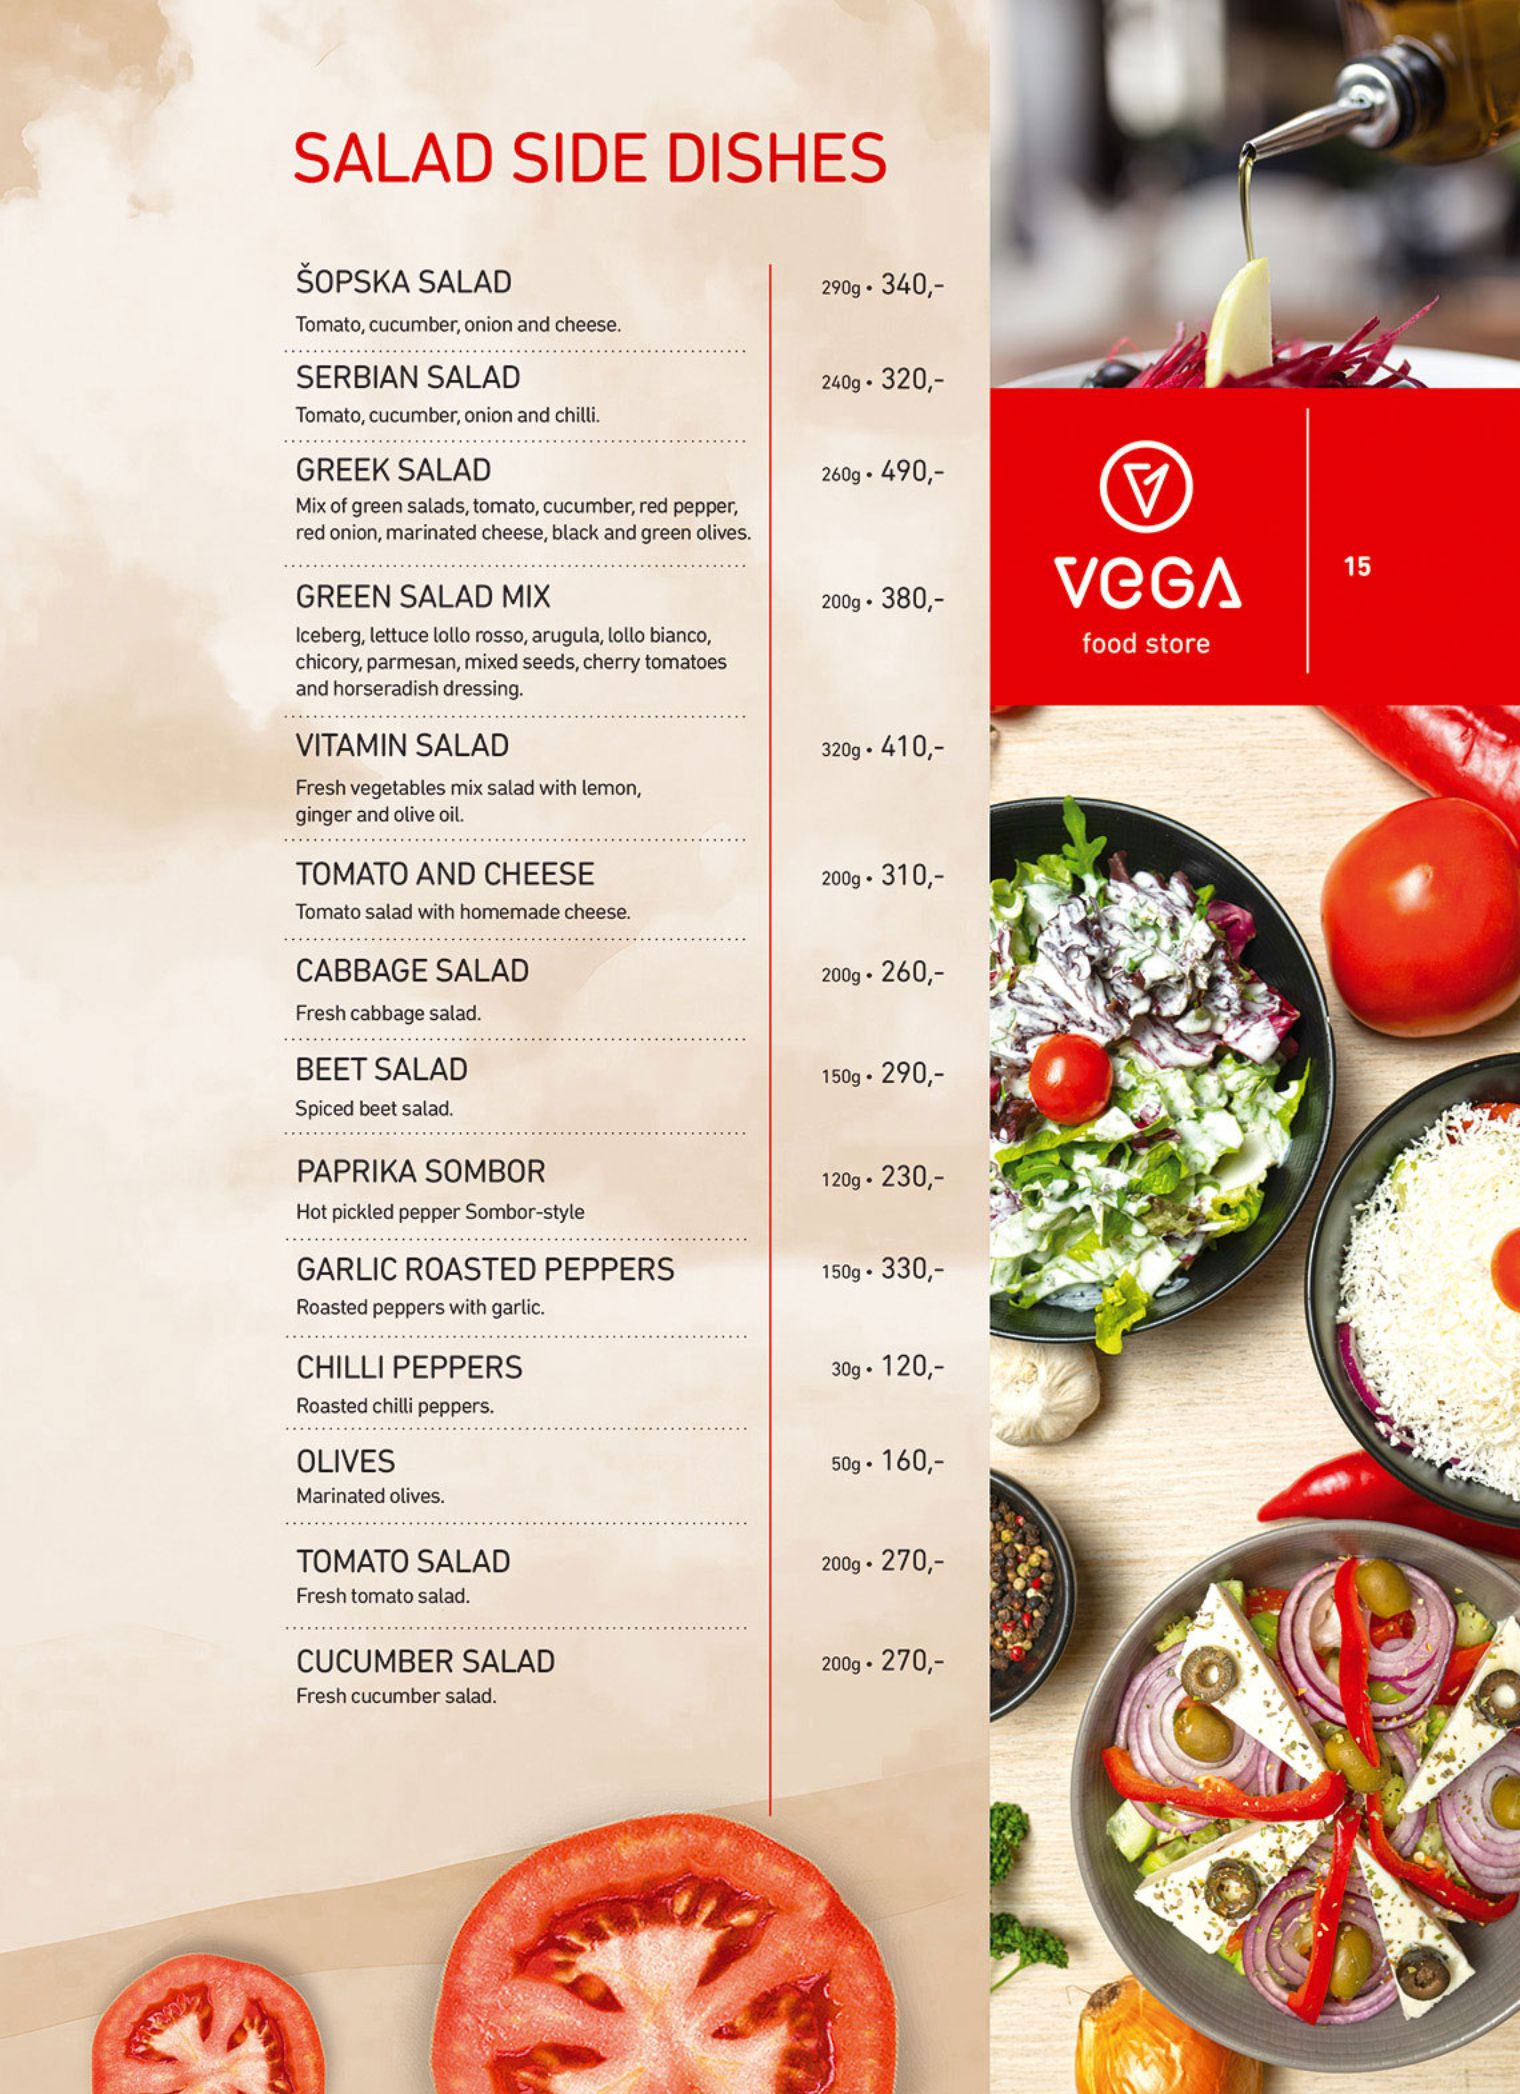 SALAD SIDE DISHES
ŠOPSKA SALAD
290g • 340,-
Tomato, cucumber, onion and cheese.
SERBIAN SALAD
240g • 320,-
Tomato, cucumber, onion and chilli.
GREEK SALAD
260g • 490,-
Mix of green salads, tomato, cucumber, red pepper,
red onion, marinated cheese, black and green olives.
GREEN SALAD MIX
200g • 380,-
Iceberg, lettuce lollo rosso, arugula, lollo bianco,
chicory, parmesan, mixed seeds, cherry tomatoes
and horseradish dressing.
VITAMIN SALAD
320g • 410,-
Fresh vegetables mix salad with lemon,
ginger and olive oil.
TOMATO AND CHEESE
200g • 310,-
Tomato salad with homemade cheese.
CABBAGE SALAD
200g • 260,-
Fresh cabbage salad.
BEET SALAD
150g • 290,-
Spiced beet salad.
PAPRIKA SOMBOR
120g • 230,-
Hot pickled pepper Sombor-style
GARLIC ROASTED PEPPERS
150g • 330,-
Roasted peppers with garlic.
CHILLI PEPPERS
30g • 120,-
Roasted chilli peppers.
OLIVES
50g • 160,-
Marinated olives.
TOMATO SALAD
200g • 270,-
Fresh tomato salad.
CUCUMBER SALAD
200g • 270,-
Fresh cucumber salad.
VeGA
food store
15